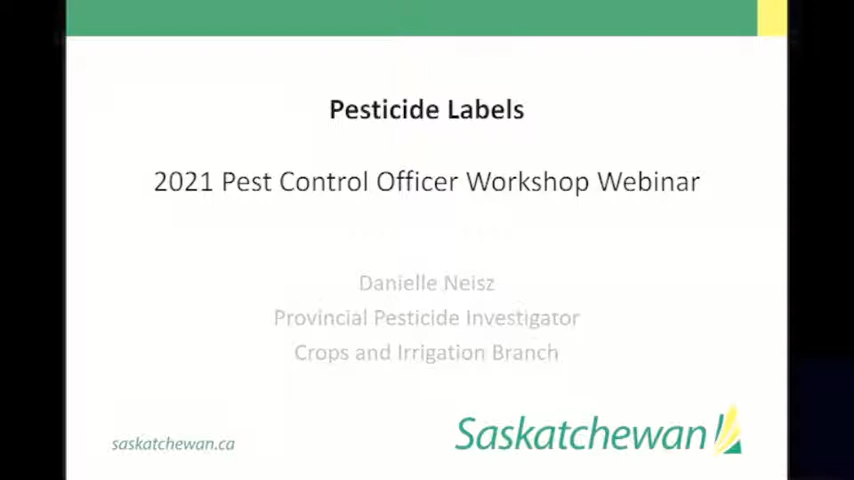 Pesticide Labels
2021 Pest Control Officer Workshop Webinar
Danielle Neisz
Provincial Pesticide Investigator
Crops and Irrigation Branch
saskatchewan.ca
Saskatchewan